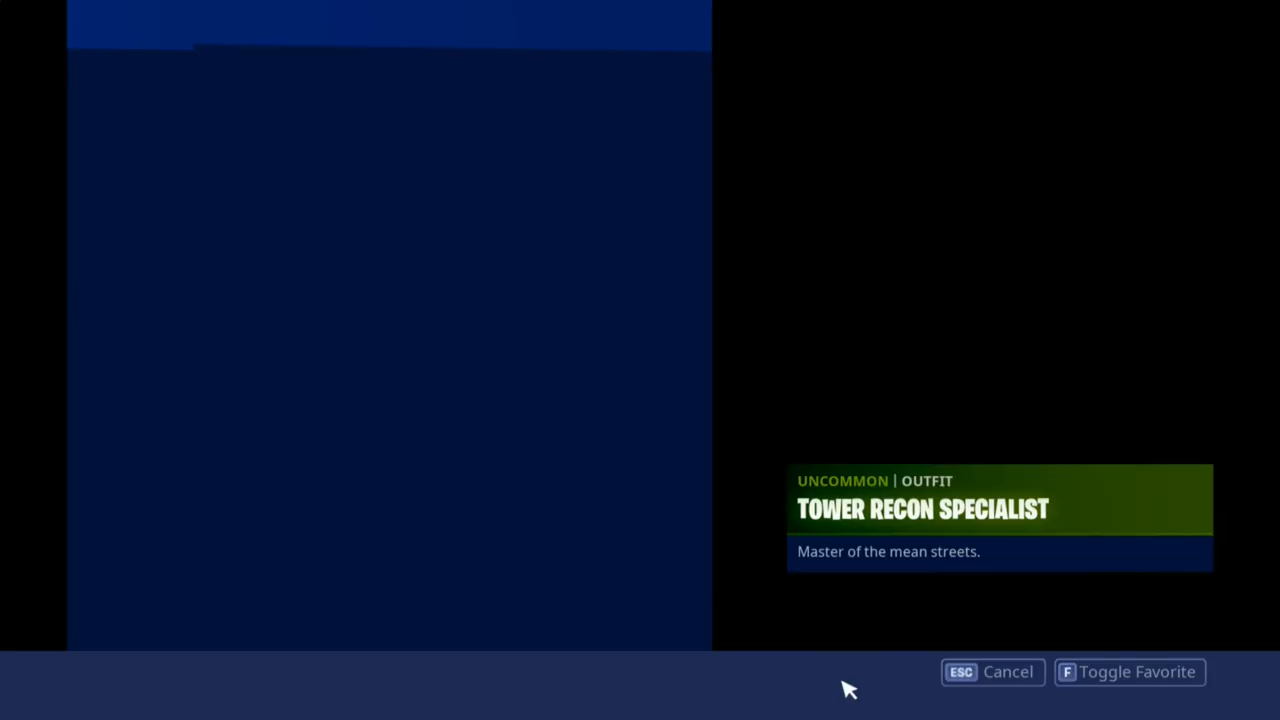 UNCOMMON | OUTFIT
TOWER RECON SPECIALIST
Master of the mean streets.
ESC Cancel F Toggle Favorite